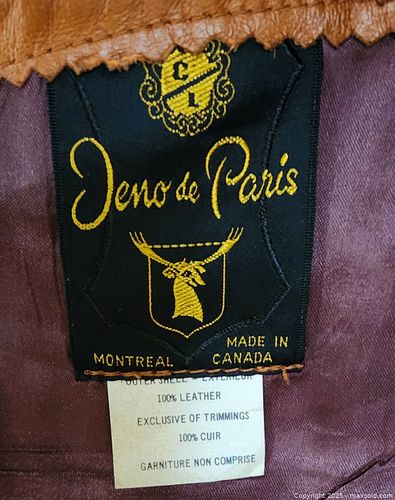 C
I
Jeno de Paris
MONTREAL
MADE IN
CANADA
OUTER SHELL - EXTERIEUR
100% LEATHER
EXCLUSIVE OF TRIMMINGS
100% CUIR
GARNITURE NON COMPRISE
Copyright 2025 - maxsold.com